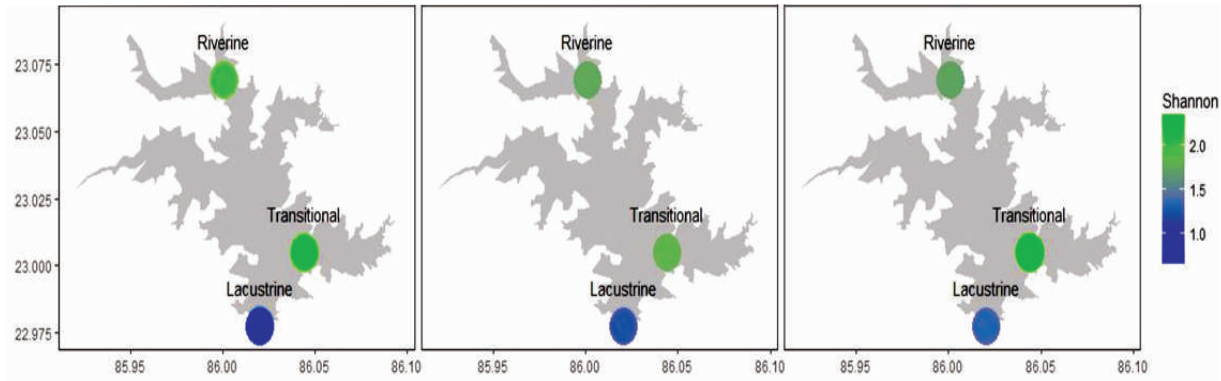 Riverine
Riverine
Riverine
Shannon
23.075
2.0
23.050
1.5
23.025
Transitional
Transitional
Transitional
1.0
23.000
Lacustrine
Lacustrine
Lacustrine
22.975
85.95 86.00 86.05 86.10 85.95 86.00 86.05 86.10 85.95 86.00 86.05 86.10